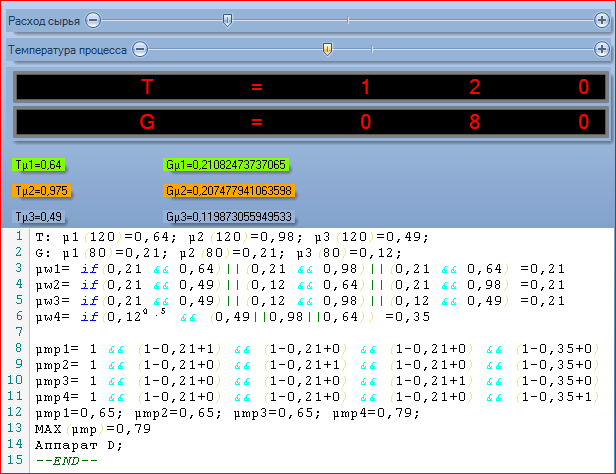 Расход сырья
Температура процесса
T = 1 2 0
G = 0 8 0
Tµ1=0,64 Gµ1=0,21082473737065
Tµ2=0,975 Gµ2=0,207477941063598
Tµ3=0,49 Gµ3=0,119873055949533
1 T: µ1(120)=0,64; µ2(120)=0,98; µ3(120)=0,49;
2 G: µ1(80)=0,21; µ2(80)=0,21; µ3(80)=0,12;
3 µw1= if(0,21 && 0,64)||(0,21 && 0,98)||(0,21 && 0,64) =0,21
4 µw2= if(0,21 && 0,49)||(0,12 && 0,64)||(0,21 && 0,98) =0,21
5 µw3= if(0,21 && 0,49)||(0,12 && 0,98)||(0,12 && 0,49) =0,21
6 µw4= if(0,12⁰·⁵ && (0,49||0,98||0,64)) =0,35
7
8 µmp1= 1 && (1-0,21+1) && (1-0,21+0) && (1-0,21+0) && (1-0,35+0)
9 µmp2= 1 && (1-0,21+0) && (1-0,21+1) && (1-0,21+0) && (1-0,35+0)
10 µmp3= 1 && (1-0,21+0) && (1-0,21+0) && (1-0,21+1) && (1-0,35+0)
11 µmp4= 1 && (1-0,21+0) && (1-0,21+0) && (1-0,21+0) && (1-0,35+1)
12 µmp1=0,65; µmp2=0,65; µmp3=0,65; µmp4=0,79;
13 MAX(µmp)=0,79
14 Аппарат D;
15 --END--